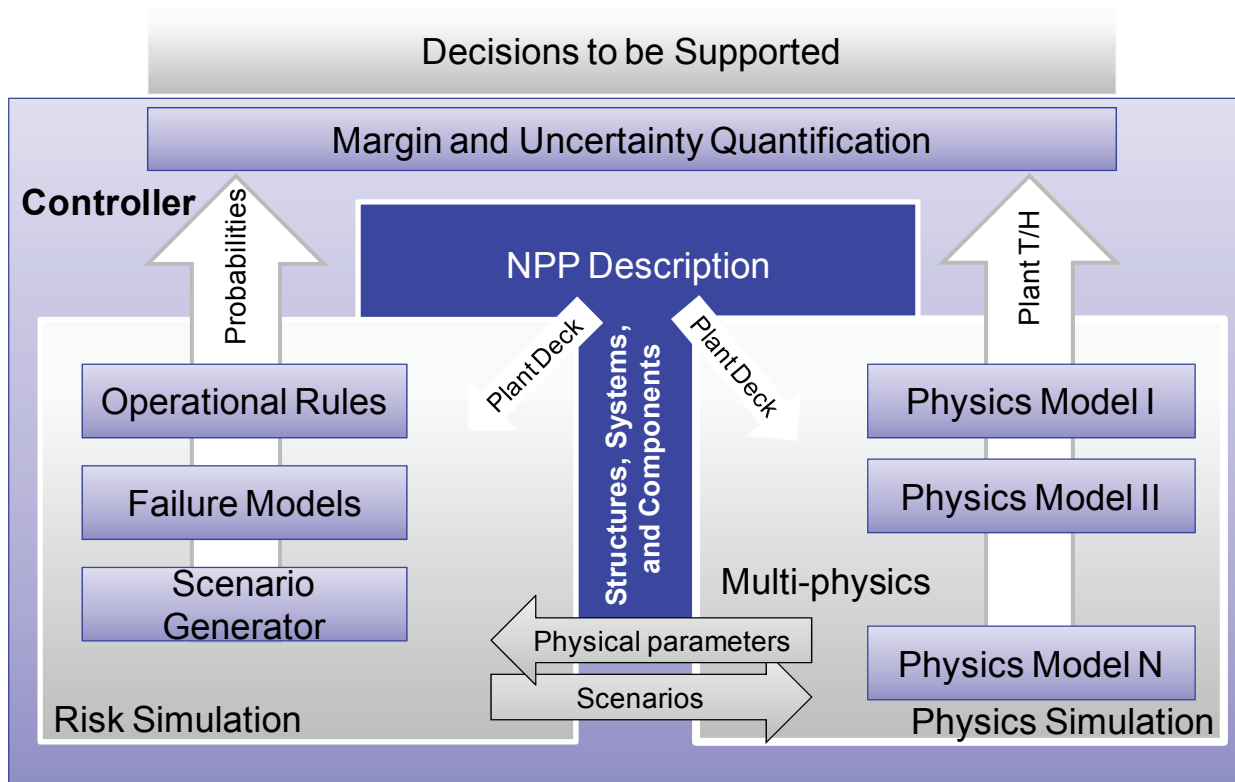 Decisions to be Supported
Margin and Uncertainty Quantification
Controller
Probabilities
NPP Description
Plant T/H
Plant Deck
Plant Deck
Structures, Systems,
and Components
Operational Rules
Failure Models
Scenario
Generator
Risk Simulation
Physics Model I
Physics Model II
Multi-physics
Physics Model N
Physics Simulation
Physical parameters
Scenarios